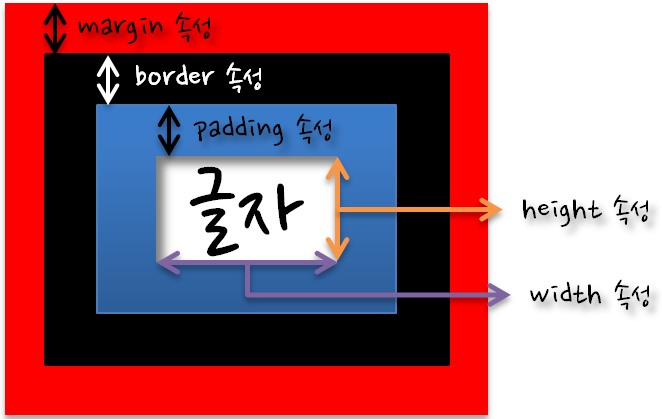 margin 속성
border 속성
padding 속성
글자
height 속성
width 속성